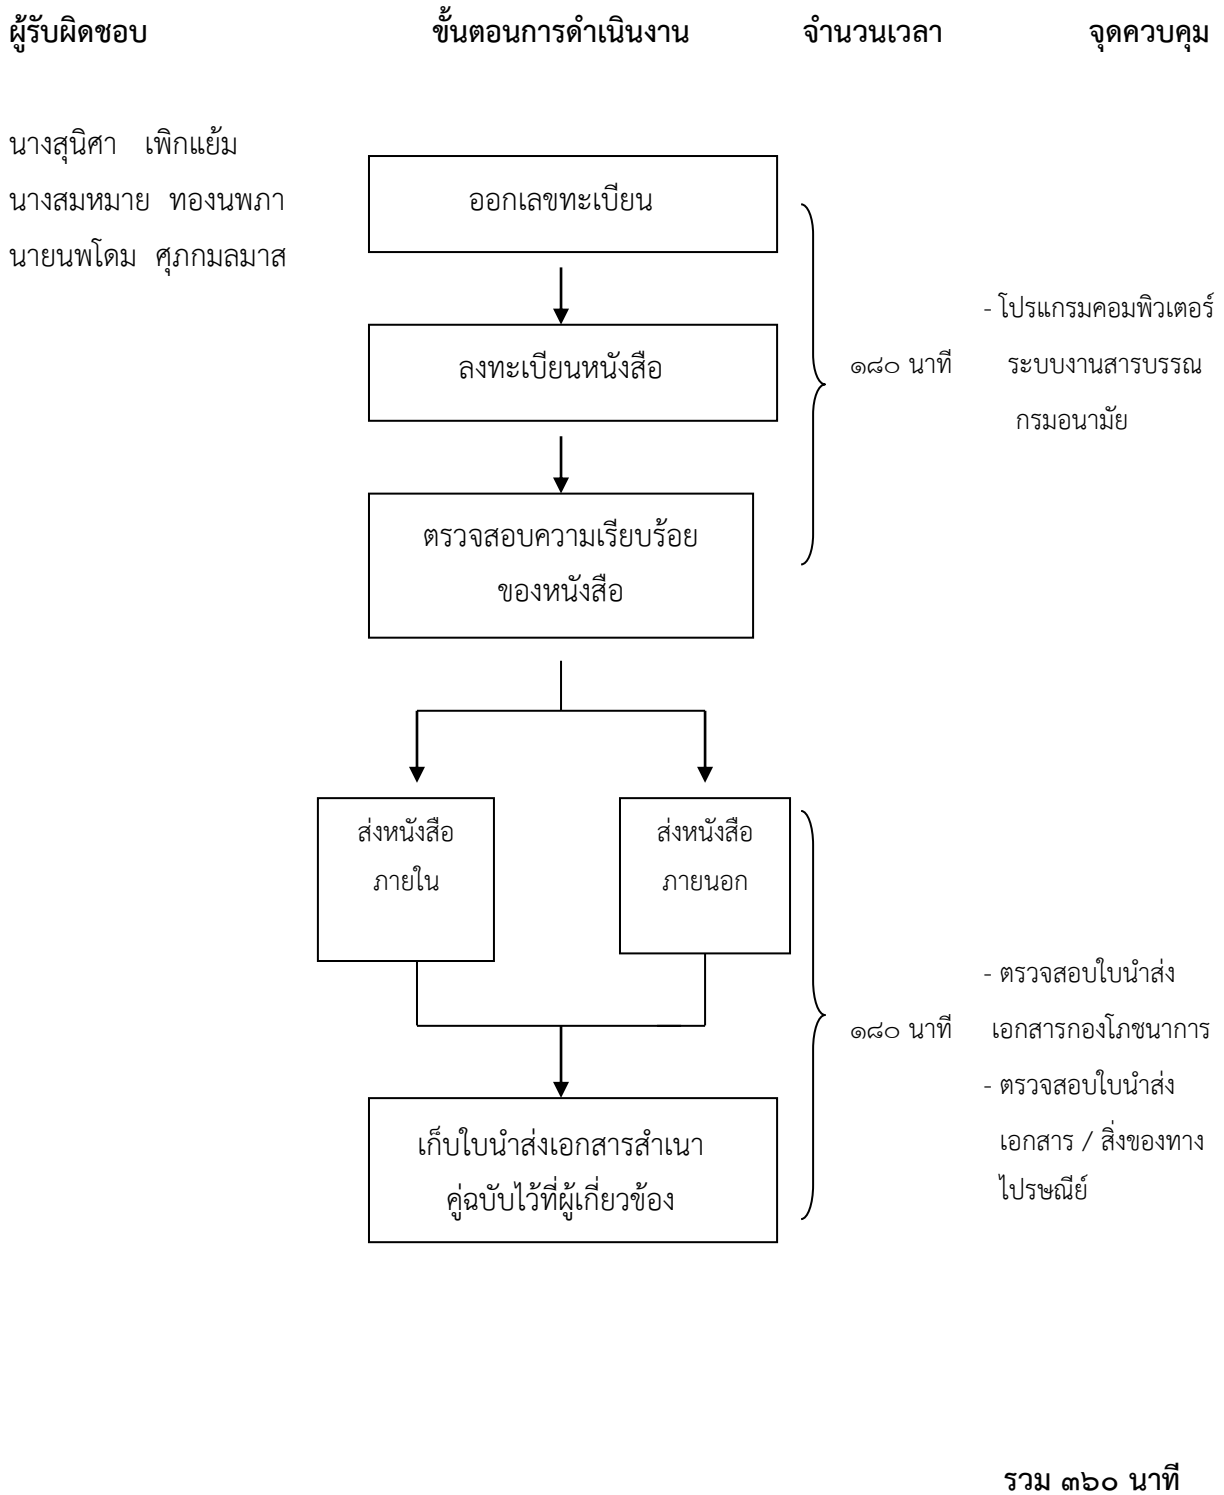 ผู้รับผิดชอบ ขั้นตอนการดำเนินงาน จำนวนเวลา จุดควบคุม
นางสุนิศา เพิกแย้ม
นางสมหมาย ทองนพภา
นายนพโดม ศุภกมลมาส
ออกเลขทะเบียน
ลงทะเบียนหนังสือ
ตรวจสอบความเรียบร้อย
ของหนังสือ
๑๘๐ นาที
- โปรแกรมคอมพิวเตอร์
ระบบงานสารบรรณ
กรมอนามัย
ส่งหนังสือ
ภายใน
ส่งหนังสือ
ภายนอก
เก็บใบนำส่งเอกสารสำเนา
คู่ฉบับไว้ที่ผู้เกี่ยวข้อง
๑๘๐ นาที
- ตรวจสอบใบนำส่ง
เอกสารกองโภชนาการ
- ตรวจสอบใบนำส่ง
เอกสาร / สิ่งของทาง
ไปรษณีย์
รวม ๓๖๐ นาที